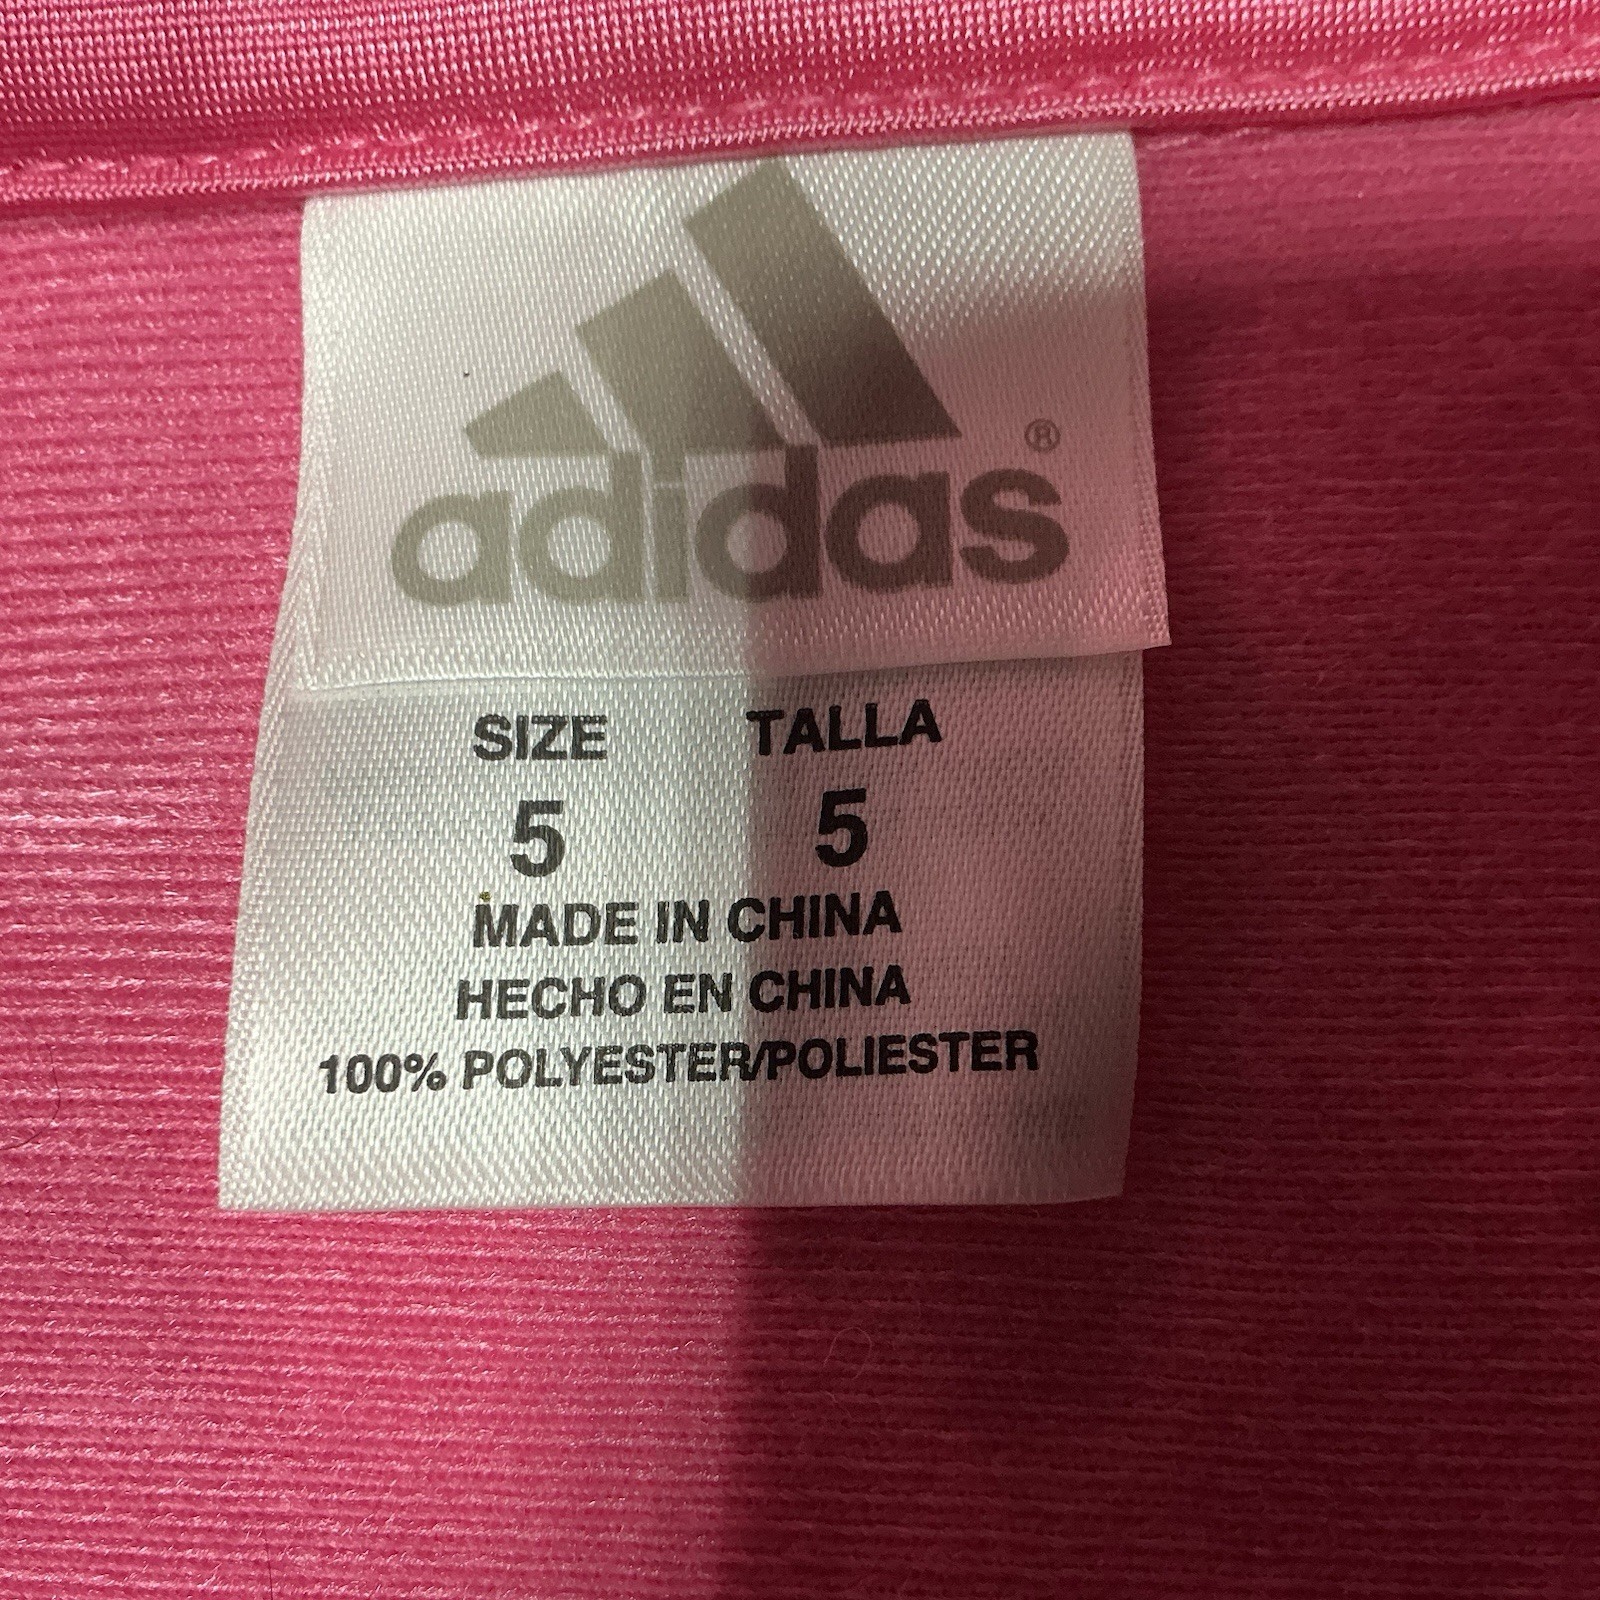 adidas®
SIZE TALLA
5 5
MADE IN CHINA
HECHO EN CHINA
100% POLYESTER/POLIESTER